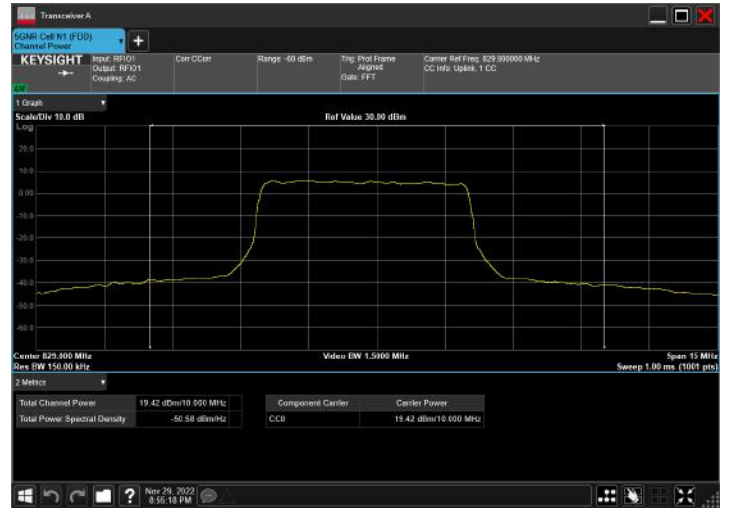 Transceiver A
5GNR Cell N1 (FDD)
Channel Power
+
KEYSIGHT
Input: RFIO1
Output: RFIO1
Coupling: AC
Corr CCorr
Range -60 dBm
Trig: Prot Frame
Aligned
Gate: FFT
Carrier Ref Freq: 829.000000 MHz
CC Info: Uplink, 1 CC
1 Graph
Scale/Div 10.0 dB
Ref Value 30.00 dBm
Log
20.0
10.0
0.00
-10.0
-20.0
-30.0
-40.0
-50.0
-60.0
Center 829.000 MHz
Video BW 1.5000 MHz
Span 15 MHz
Res BW 150.00 kHz
Sweep 1.00 ms (1001 pts)
2 Metrics
Total Channel Power 19.42 dBm/10.000 MHz
Total Power Spectral Density -50.58 dBm/Hz
Component Carrier Carrier Power
CC0 19.42 dBm/10.000 MHz
?
Nov 29, 2022
8:55:18 PM